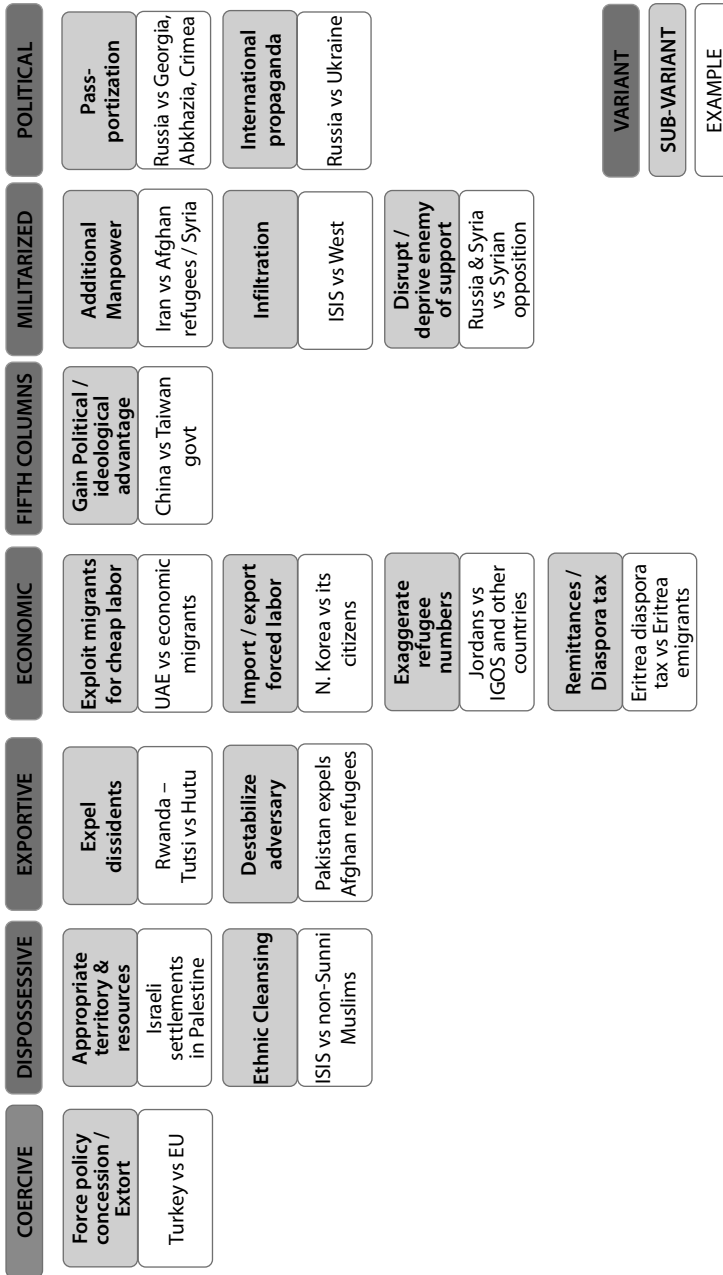 COERCIVE
Force policy
concession /
Extort
Turkey vs EU
DISPOSSESSIVE
Appropriate
territory &
resources
Israeli
settlements
in Palestine
Ethnic Cleansing
ISIS vs non-Sunni
Muslims
EXPORTIVE
Expel
dissidents
Rwanda –
Tutsi vs Hutu
Destabilize
adversary
Pakistan expels
Afghan refugees
ECONOMIC
Exploit migrants
for cheap labor
UAE vs economic
migrants
Import / export
forced labor
N. Korea vs its
citizens
Exaggerate
refugee
numbers
Jordans vs
IGOS and other
countries
Remittances /
Diaspora tax
Eritrea diaspora
tax vs Eritrea
emigrants
FIFTH COLUMNS
Gain Political /
ideological
advantage
China vs Taiwan
govt
MILITARIZED
Additional
Manpower
Iran vs Afghan
refugees / Syria
Infiltration
ISIS vs West
Disrupt /
deprive enemy
of support
Russia & Syria
vs Syrian
opposition
POLITICAL
Pass-
portization
Russia vs Georgia,
Abkhazia, Crimea
International
propaganda
Russia vs Ukraine
VARIANT
SUB-VARIANT
EXAMPLE